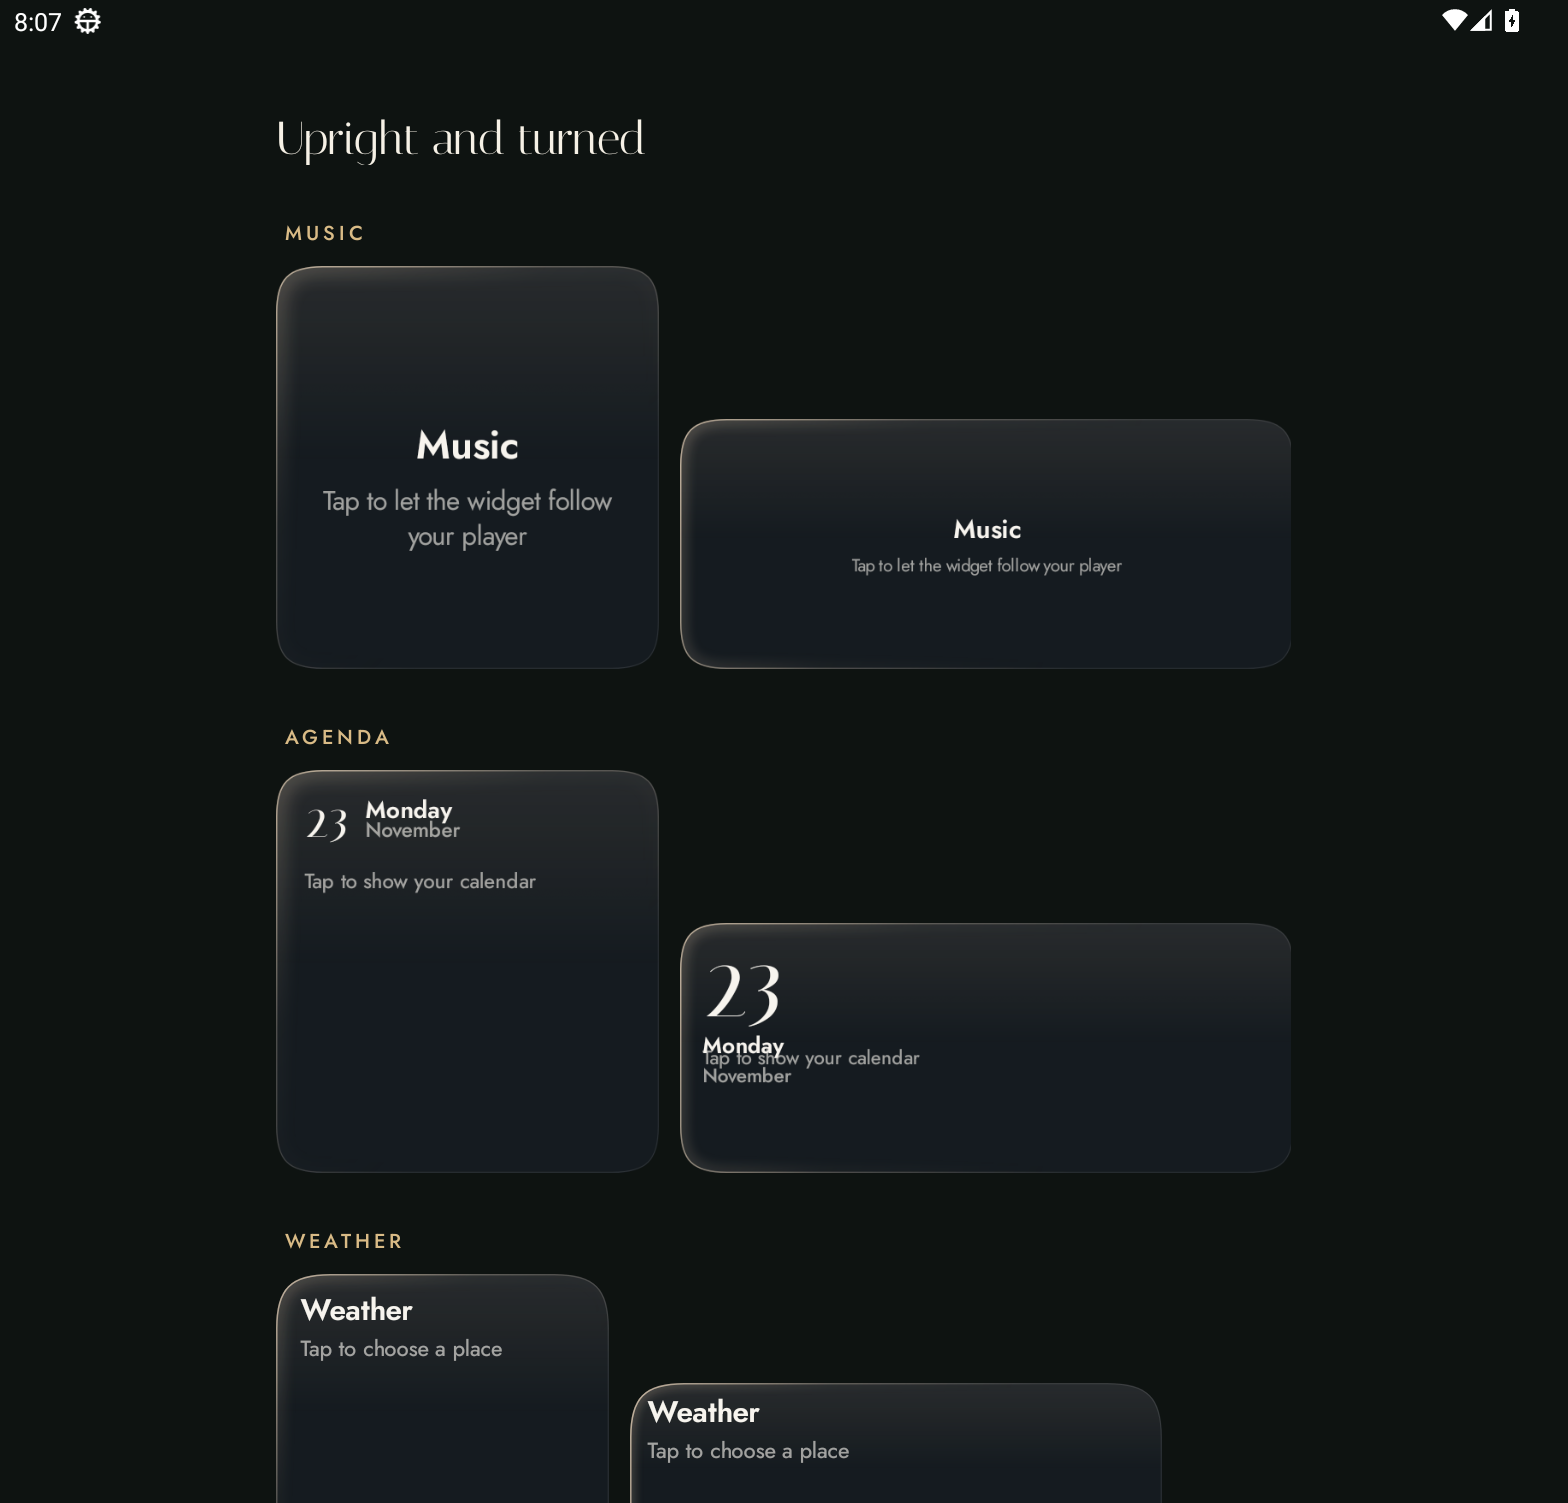 8:07
Upright and turned
MUSIC
Music
Tap to let the widget follow
your player
Music
Tap to let the widget follow your player
AGENDA
23
Monday
November
Tap to show your calendar
23
Monday
Tap to show your calendar
November
WEATHER
Weather
Tap to choose a place
Weather
Tap to choose a place